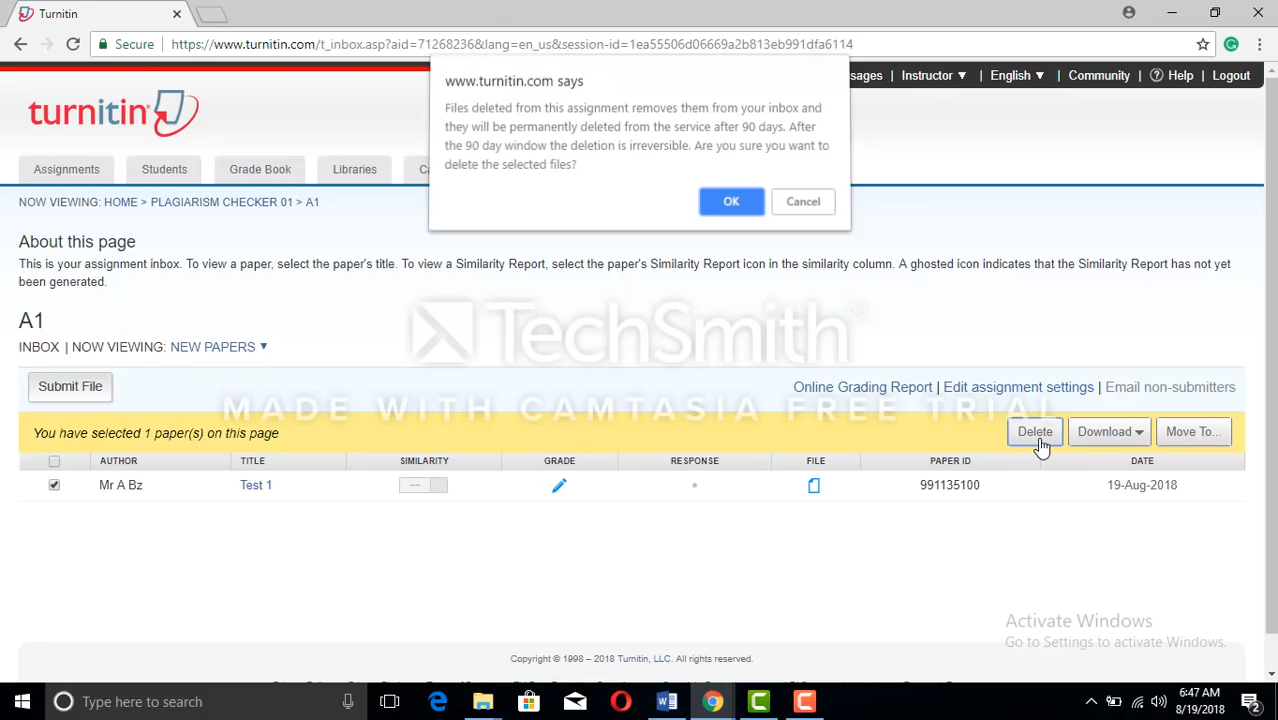 Turnitin
Secure
https://www.turnitin.com/t_inbox.asp?aid=71268236&lang=en_us&session-id=1ea55506d06669a2b813eb991dfa6114
www.turnitin.com says
Files deleted from this assignment removes them from your inbox and
they will be permanently deleted from the service after 90 days. After
the 90 day window the deletion is irreversible. Are you sure you want to
delete the selected files?
OK Cancel
Instructor ▼ | English ▼ | Community | ? Help | Logout
turnitin
Assignments Students Grade Book Libraries
NOW VIEWING: HOME > PLAGIARISM CHECKER 01 > A1
About this page
This is your assignment inbox. To view a paper, select the paper's title. To view a Similarity Report, select the paper's Similarity Report icon in the similarity column. A ghosted icon indicates that the Similarity Report has not yet
been generated.
A1
TechSmith®
INBOX | NOW VIEWING: NEW PAPERS ▼
Submit File Online Grading Report | Edit assignment settings | Email non-submitters
MADE WITH CAMTASIA FREE TRIAL
You have selected 1 paper(s) on this page Delete Download Move To...
AUTHOR TITLE SIMILARITY GRADE RESPONSE FILE PAPER ID DATE
Mr A Bz Test 1 -- 991135100 19-Aug-2018
Activate Windows
Go to Settings to activate Windows.
Copyright © 1998 – 2018 Turnitin, LLC. All rights reserved.
Type here to search
6:47 AM
8/19/2018
2